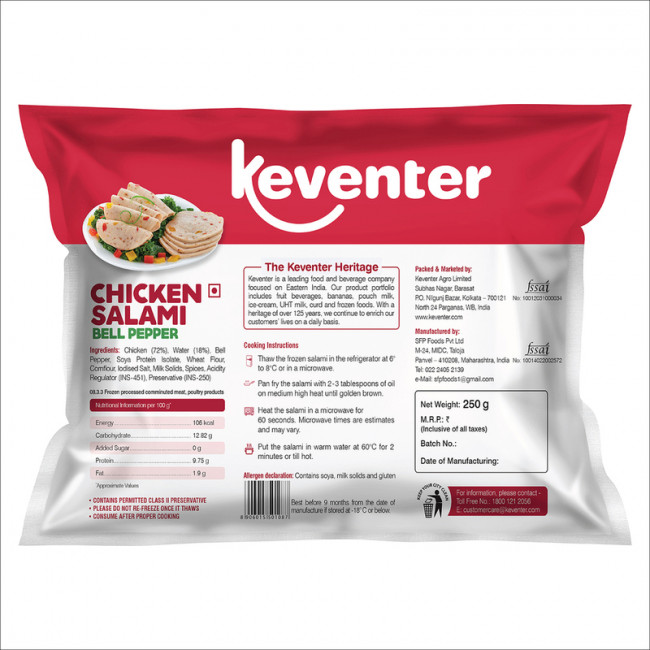 keventer
CHICKEN
SALAMI
BELL PEPPER
Ingredients: Chicken (72%), Water (18%), Bell
Pepper, Soya Protein Isolate, Wheat Flour,
Cornflour, Iodised Salt, Milk Solids, Spices, Acidity
Regulator (INS-451), Preservative (INS-250)
08.3.3 Frozen processed comminuted meat, poultry products
Nutritional Information per 100 g*
Energy 106 kcal
Carbohydrate 12.82 g
Added Sugar 0 g
Protein 9.75 g
Fat 1.9 g
*Approximate Values
• CONTAINS PERMITTED CLASS II PRESERVATIVE
• PLEASE DO NOT RE-FREEZE ONCE IT THAWS
• CONSUME AFTER PROPER COOKING
The Keventer Heritage
Keventer is a leading food and beverage company
focused on Eastern India. Our product portfolio
includes fruit beverages, bananas, pouch milk,
ice-cream, UHT milk, curd and frozen foods. With a
heritage of over 125 years, we continue to enrich our
customers' lives on a daily basis.
Cooking Instructions
Thaw the frozen salami in the refrigerator at 6°
to 8°C or in a microwave.
Pan fry the salami with 2-3 tablespoons of oil
on medium high heat until golden brown.
Heat the salami in a microwave for
60 seconds. Microwave times are estimates
and may vary.
Put the salami in warm water at 60°C for 2
minutes or till hot.
Allergen declaration: Contains soya, milk solids and gluten
Best before 9 months from the date of
manufacture if stored at -18°C or below.
Packed & Marketed by:
Keventer Agro Limited
Subhas Nagar, Barasat
P.O. Nilgunj Bazar, Kolkata - 700121
North 24 Parganas, WB, India
www.keventer.com
fssai
No: 10012031000034
Manufactured by:
SFP Foods Pvt Ltd
M-24, MIDC, Taloja
Panvel - 410208, Maharashtra, India
Tel: 022 2405 2139
e-Mail: sfpfoodst@gmail.com
fssai
No: 10014022002572
Net Weight: 250 g
M.R.P.: ₹
(Inclusive of all taxes)
Batch No.:
Date of Manufacturing:
KEEP YOUR CITY CLEAN
For information, please contact -
Toll Free No.: 1800 121 2056
E: customercare@keventer.com